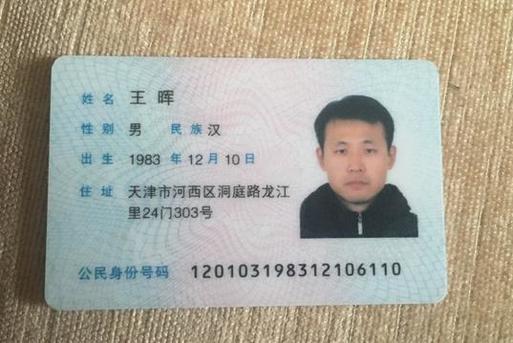 姓名 王晖
性别 男 民族 汉
出生 1983 年 12 月 10 日
住址 天津市河西区洞庭路龙江
里24门303号
公民身份号码 120103198312106110